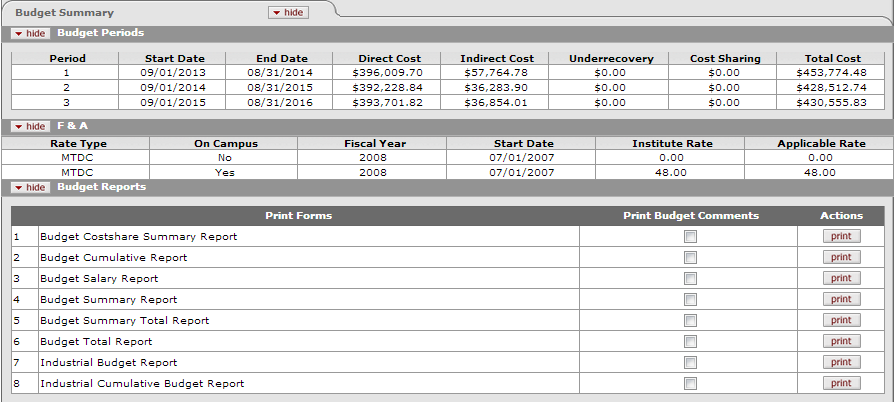 Budget Summary hide
hide Budget Periods
Period Start Date End Date Direct Cost Indirect Cost Underrecovery Cost Sharing Total Cost
1 09/01/2013 08/31/2014 $396,009.70 $57,764.78 $0.00 $0.00 $453,774.48
2 09/01/2014 08/31/2015 $392,228.84 $36,283.90 $0.00 $0.00 $428,512.74
3 09/01/2015 08/31/2016 $393,701.82 $36,854.01 $0.00 $0.00 $430,555.83
hide F & A
Rate Type On Campus Fiscal Year Start Date Institute Rate Applicable Rate
MTDC No 2008 07/01/2007 0.00 0.00
MTDC Yes 2008 07/01/2007 48.00 48.00
hide Budget Reports
Print Forms Print Budget Comments Actions
1 Budget Costshare Summary Report print
2 Budget Cumulative Report print
3 Budget Salary Report print
4 Budget Summary Report print
5 Budget Summary Total Report print
6 Budget Total Report print
7 Industrial Budget Report print
8 Industrial Cumulative Budget Report print